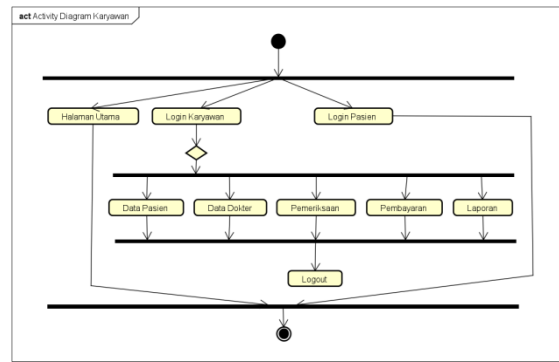 act Activity Diagram Karyawan
Halaman Utama
Login Karyawan
Login Pasien
Data Pasien
Data Dokter
Pemeriksaan
Pembayaran
Laporan
Logout